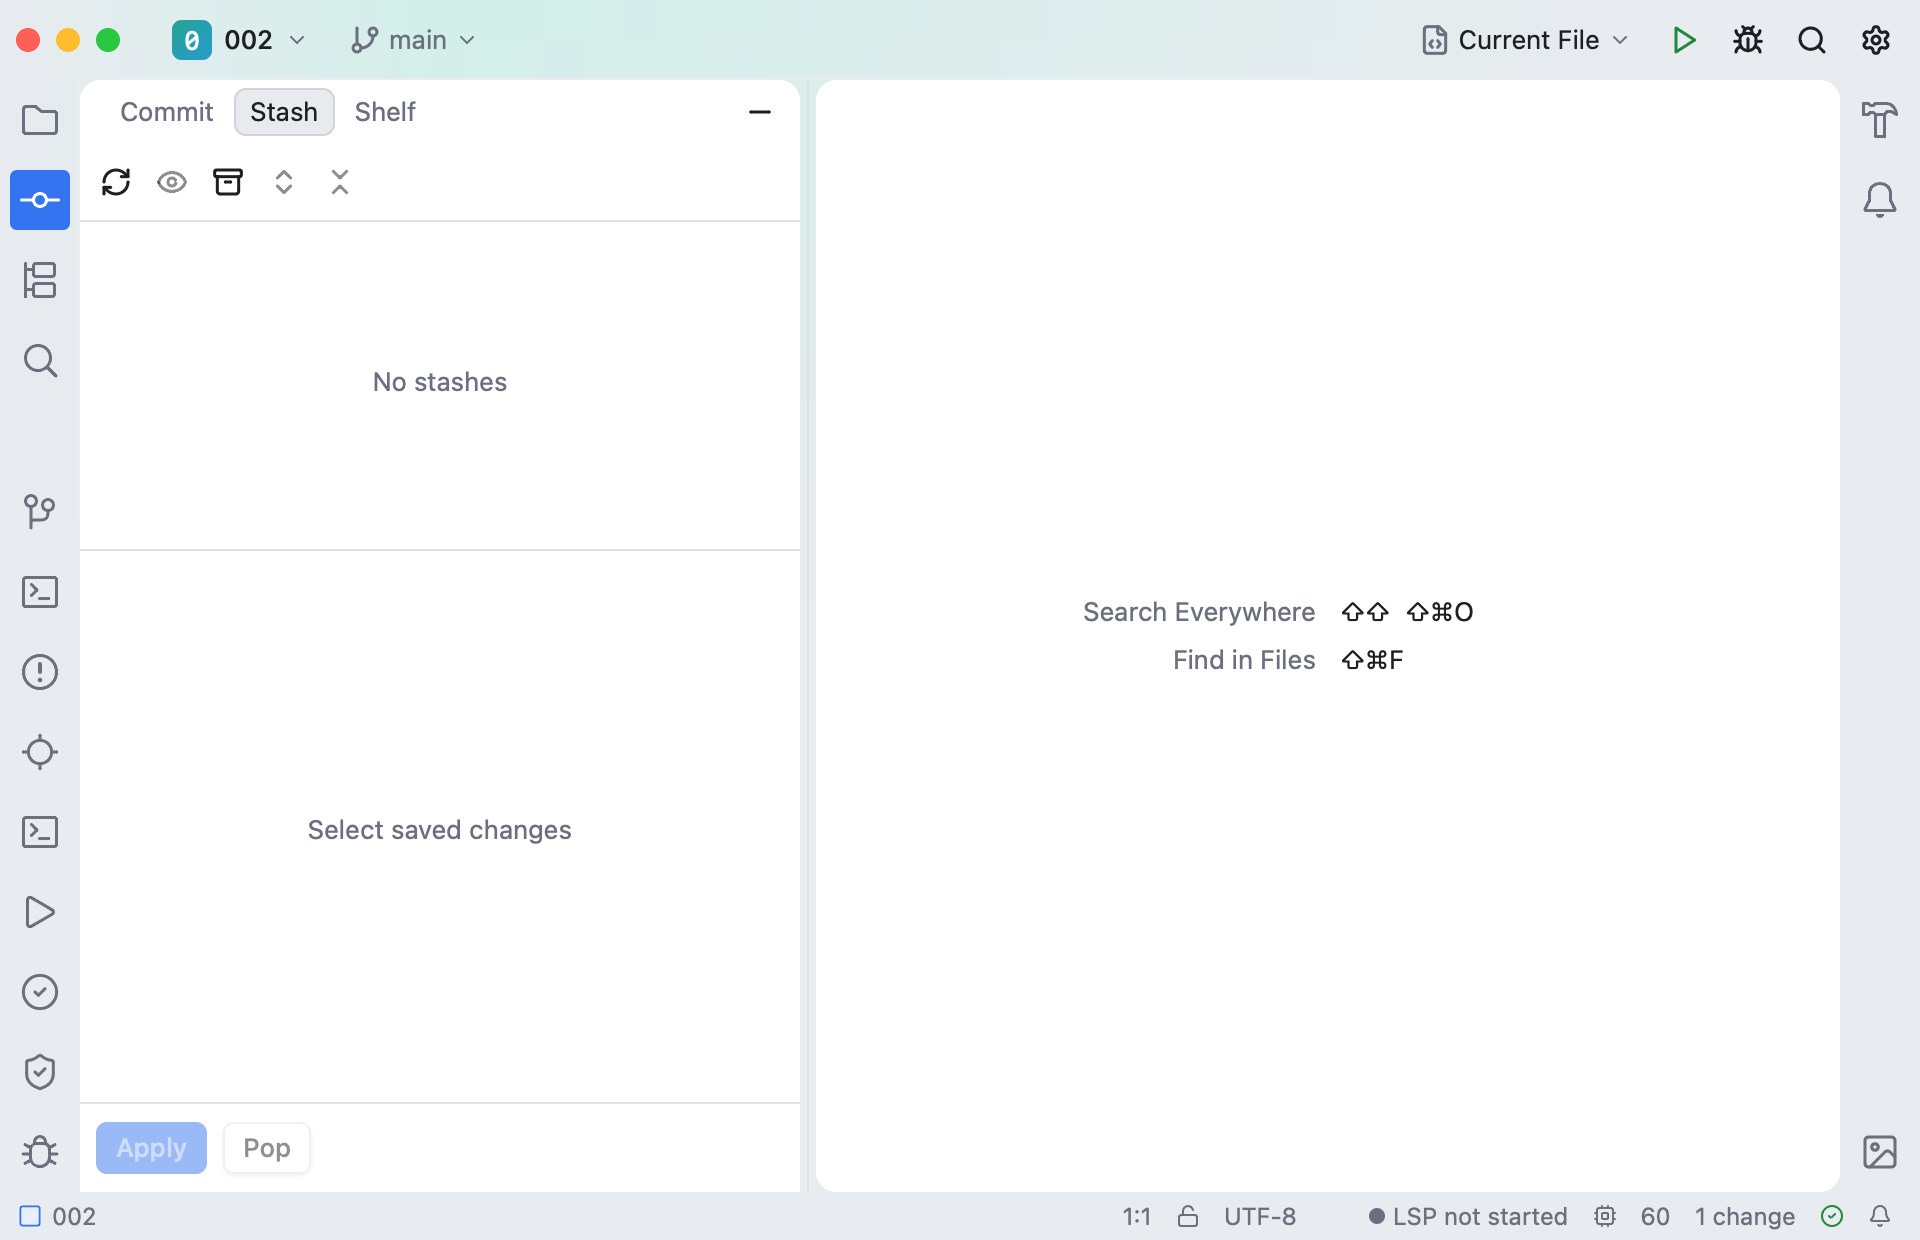 0 002 main Current File
Commit Stash Shelf
No stashes
Select saved changes
Apply Pop
Search Everywhere ⇧⇧ ⇧⌘O
Find in Files ⇧⌘F
002 1:1 UTF-8 LSP not started 60 1 change